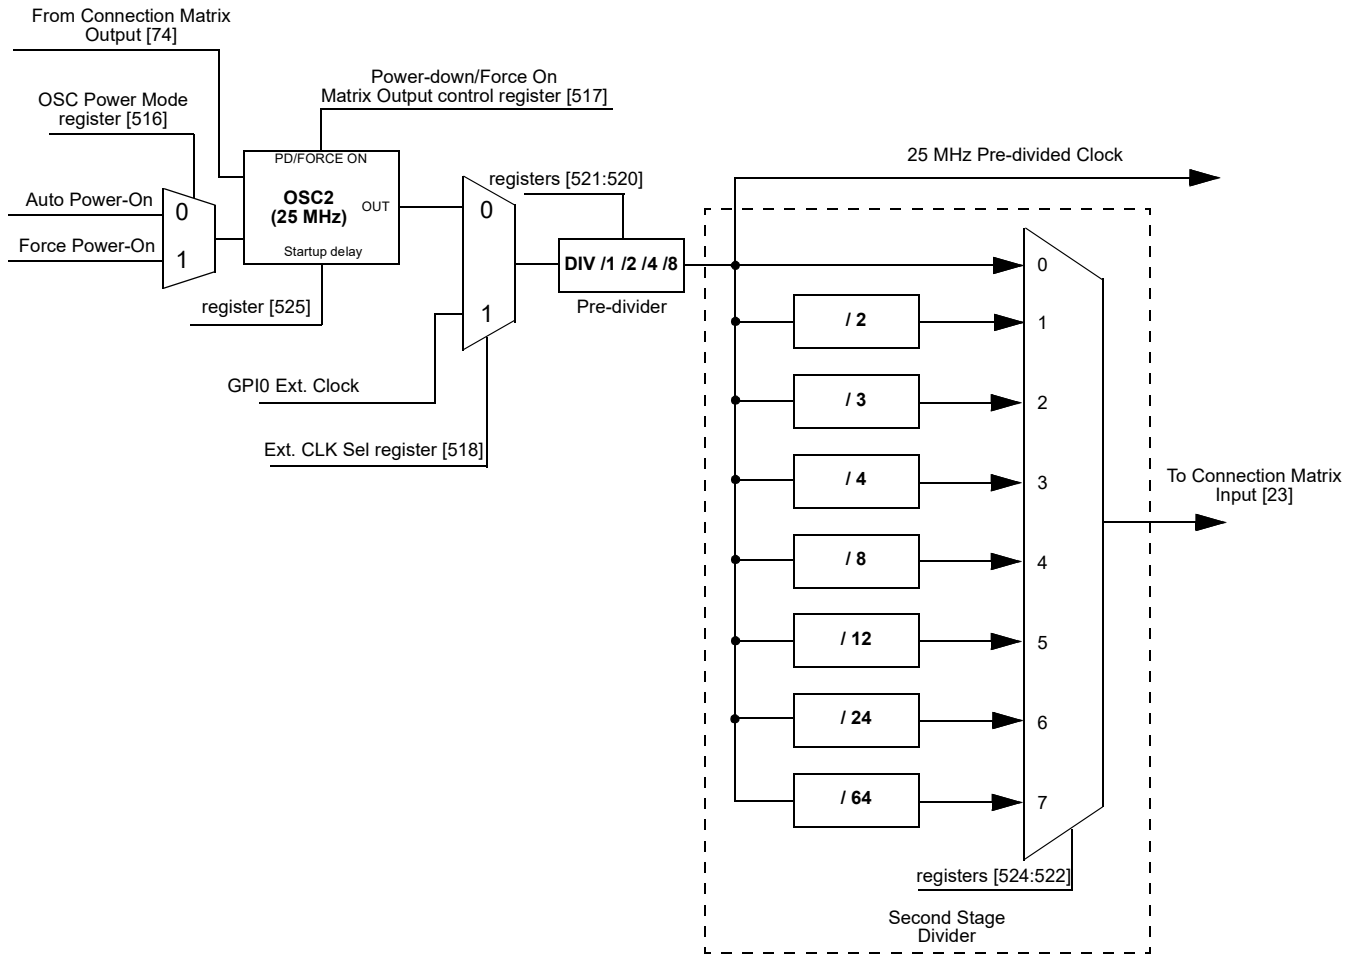 From Connection Matrix
Output [74]
Power-down/Force On
Matrix Output control register [517]
OSC Power Mode
register [516]
PD/FORCE ON
OSC2
(25 MHz)
OUT
Startup delay
Auto Power-On
0
Force Power-On
1
register [525]
0
1
GPI0 Ext. Clock
Ext. CLK Sel register [518]
registers [521:520]
DIV /1 /2 /4 /8
Pre-divider
25 MHz Pre-divided Clock
0
/ 2
1
/ 3
2
/ 4
3
/ 8
4
/ 12
5
/ 24
6
/ 64
7
To Connection Matrix
Input [23]
registers [524:522]
Second Stage
Divider